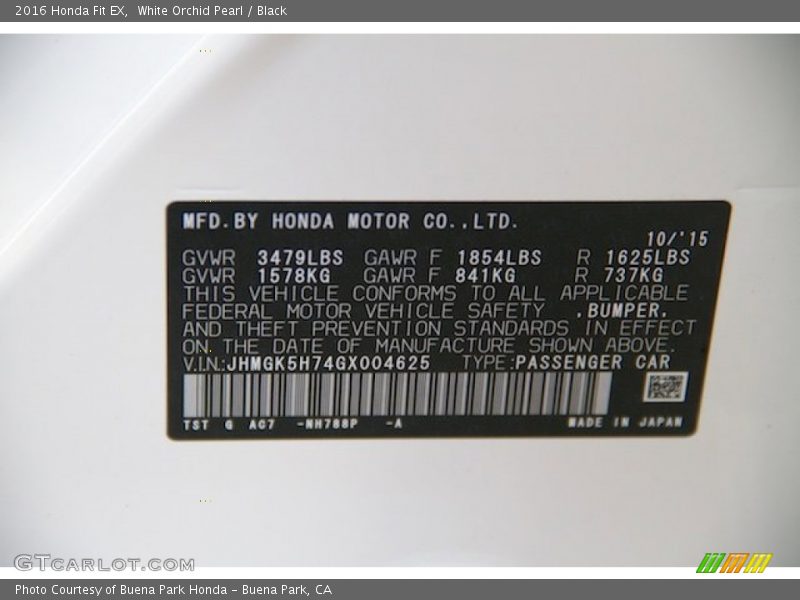 2016 Honda Fit EX,  White Orchid Pearl / Black
MFD.BY HONDA MOTOR CO.,LTD.
10/'15
GVWR 3479LBS GAWR F 1854LBS R 1625LBS
GVWR 1578KG GAWR F 841KG R 737KG
THIS VEHICLE CONFORMS TO ALL APPLICABLE
FEDERAL MOTOR VEHICLE SAFETY ,BUMPER,
AND THEFT PREVENTION STANDARDS IN EFFECT
ON THE DATE OF MANUFACTURE SHOWN ABOVE.
V.I.N.:JHMGK5H74GX004625 TYPE:PASSENGER CAR
TST G AC7 -NH788P -A MADE IN JAPAN
GTCARLOT.COM
Photo Courtesy of Buena Park Honda - Buena Park, CA